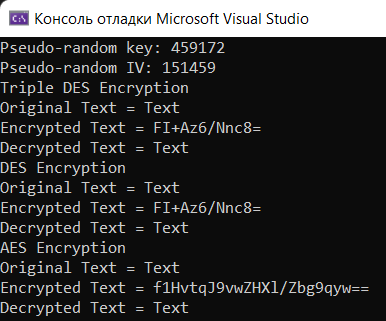 Консоль отладки Microsoft Visual Studio
Pseudo-random key: 459172
Pseudo-random IV: 151459
Triple DES Encryption
Original Text = Text
Encrypted Text = FI+Az6/Nnc8=
Decrypted Text = Text
DES Encryption
Original Text = Text
Encrypted Text = FI+Az6/Nnc8=
Decrypted Text = Text
AES Encryption
Original Text = Text
Encrypted Text = f1HvtqJ9vwZHXl/Zbg9qyw==
Decrypted Text = Text